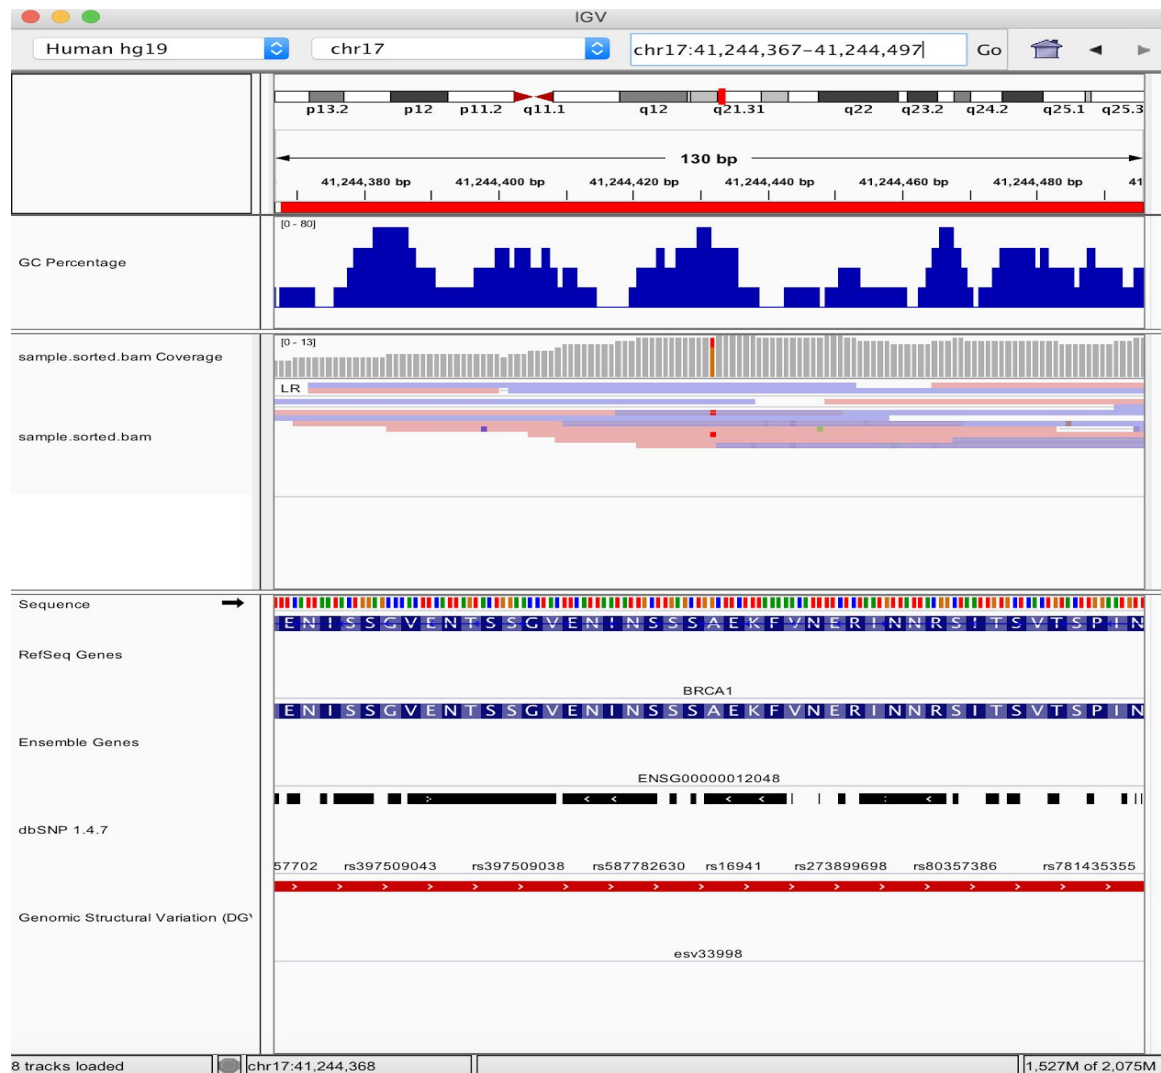 IGV
Human hg19 chr17 chr17:41,244,367-41,244,497 Go
p13.2 p12 p11.2 q11.1 q12 q21.31 q22 q23.2 q24.2 q25.1 q25.3
130 bp
41,244,380 bp 41,244,400 bp 41,244,420 bp 41,244,440 bp 41,244,460 bp 41,244,480 bp 41
[0 - 80]
GC Percentage
[0 - 13]
sample.sorted.bam Coverage
LR
sample.sorted.bam
Sequence
E N I S S G V E N T S S G V E N I N S S S A E K F V N E R I N N R S I T S V T S P I N
RefSeq Genes
BRCA1
E N I S S G V E N T S S G V E N I N S S S A E K F V N E R I N N R S I T S V T S P I N
Ensemble Genes
ENSG00000012048
dbSNP 1.4.7
57702 rs397509043 rs397509038 rs587782630 rs16941 rs273899698 rs80357386 rs781435355
Genomic Structural Variation (DGV
esv33998
8 tracks loaded chr17:41,244,368 1,527M of 2,075M